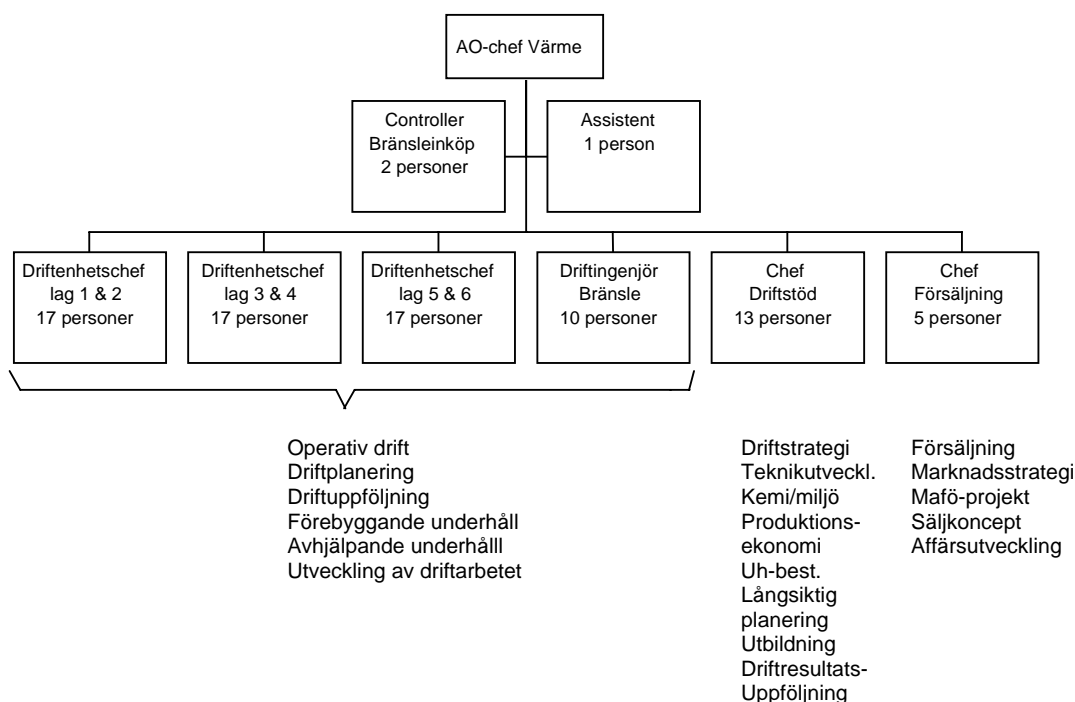 AO-chef Värme
Controller
Bränsleinköp
2 personer
Assistent
1 person
Driftenhetschef
lag 1 & 2
17 personer
Driftenhetschef
lag 3 & 4
17 personer
Driftenhetschef
lag 5 & 6
17 personer
Driftingenjör
Bränsle
10 personer
Chef
Driftstöd
13 personer
Chef
Försäljning
5 personer
Operativ drift
Driftplanering
Driftuppföljning
Förebyggande underhåll
Avhjälpande underhålll
Utveckling av driftarbetet
Driftstrategi
Teknikutveckl.
Kemi/miljö
Produktions-
ekonomi
Uh-best.
Långsiktig
planering
Utbildning
Driftresultats-
Uppföljning
Försäljning
Marknadsstrategi
Mafö-projekt
Säljkoncept
Affärsutveckling